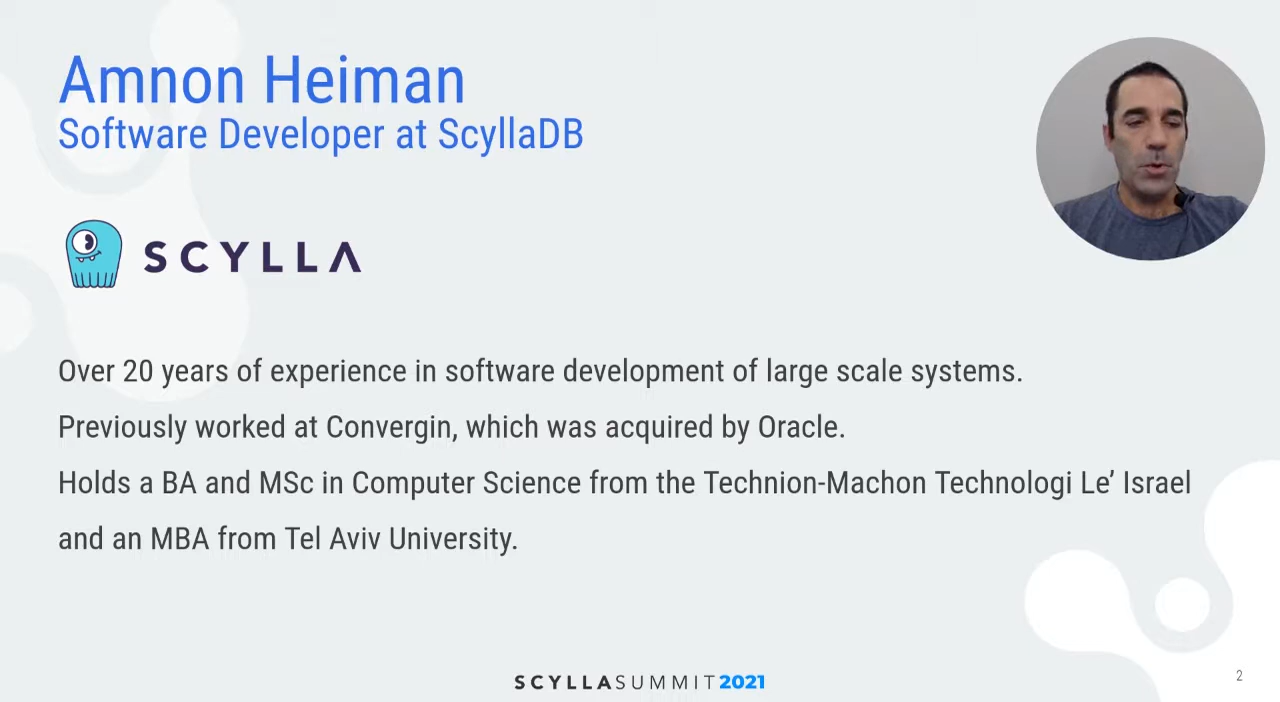 Amnon Heiman
Software Developer at ScyllaDB
SCYLLA
Over 20 years of experience in software development of large scale systems.
Previously worked at Convergin, which was acquired by Oracle.
Holds a BA and MSc in Computer Science from the Technion-Machon Technologi Le’ Israel
and an MBA from Tel Aviv University.
SCYLLASUMMIT2021
2